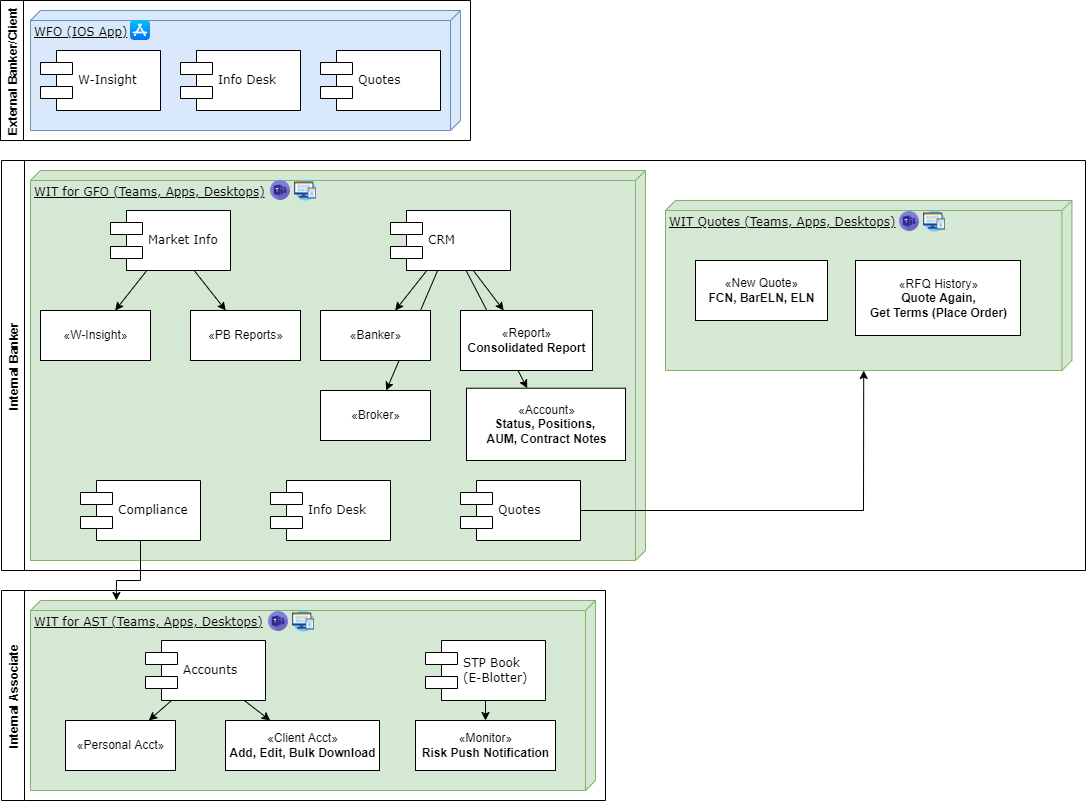 External Banker/Client
WFO (IOS App)
W-Insight
Info Desk
Quotes
Internal Banker
WIT for GFO (Teams, Apps, Desktops)
Market Info
CRM
«W-Insight»
«PB Reports»
«Banker»
«Report»
Consolidated Report
«Broker»
«Account»
Status, Positions,
AUM, Contract Notes
Compliance
Info Desk
Quotes
WIT Quotes (Teams, Apps, Desktops)
«New Quote»
FCN, BarELN, ELN
«RFQ History»
Quote Again,
Get Terms (Place Order)
Internal Associate
WIT for AST (Teams, Apps, Desktops)
Accounts
STP Book
(E-Blotter)
«Personal Acct»
«Client Acct»
Add, Edit, Bulk Download
«Monitor»
Risk Push Notification